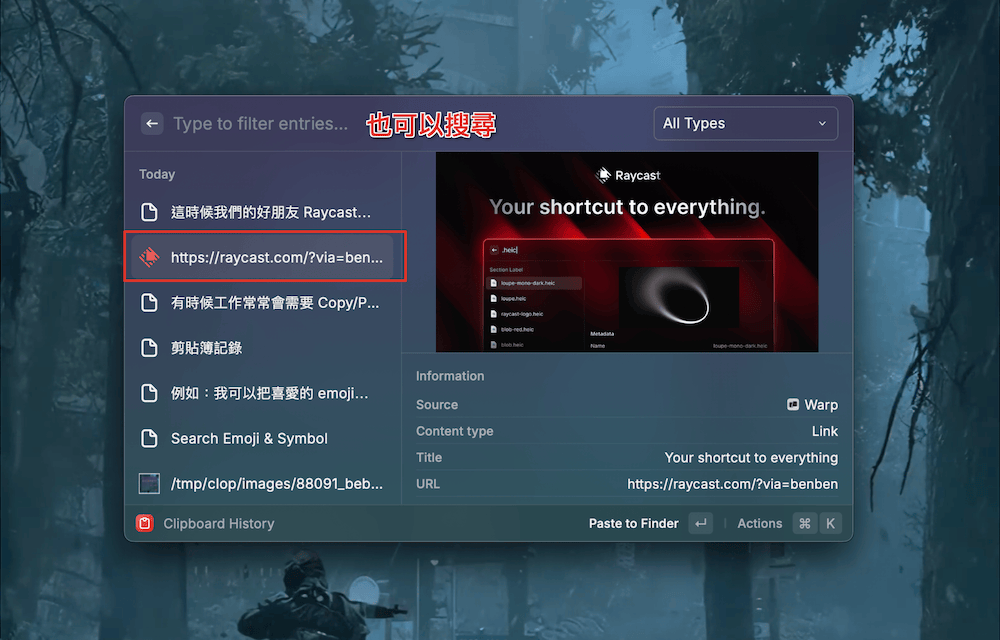 Type to filter entries...
也可以搜尋
All Types
Today
這時候我們的好朋友 Raycast...
https://raycast.com/?via=ben...
有時候工作常常會需要 Copy/P...
剪貼簿記錄
例如：我可以把喜愛的 emoji...
Search Emoji & Symbol
/tmp/clop/images/88091_beb...
Raycast
Your shortcut to everything.
.heic
Section Label
loupe-mono-dark.heic
loupe.heic
raycast-logo.heic
blob-red.heic
blob.heic
Metadata
Name
loupe-mono-dark.heic
Information
Source
Warp
Content type
Link
Title
Your shortcut to everything
URL
https://raycast.com/?via=benben
Clipboard History
Paste to Finder
Actions
⌘
K